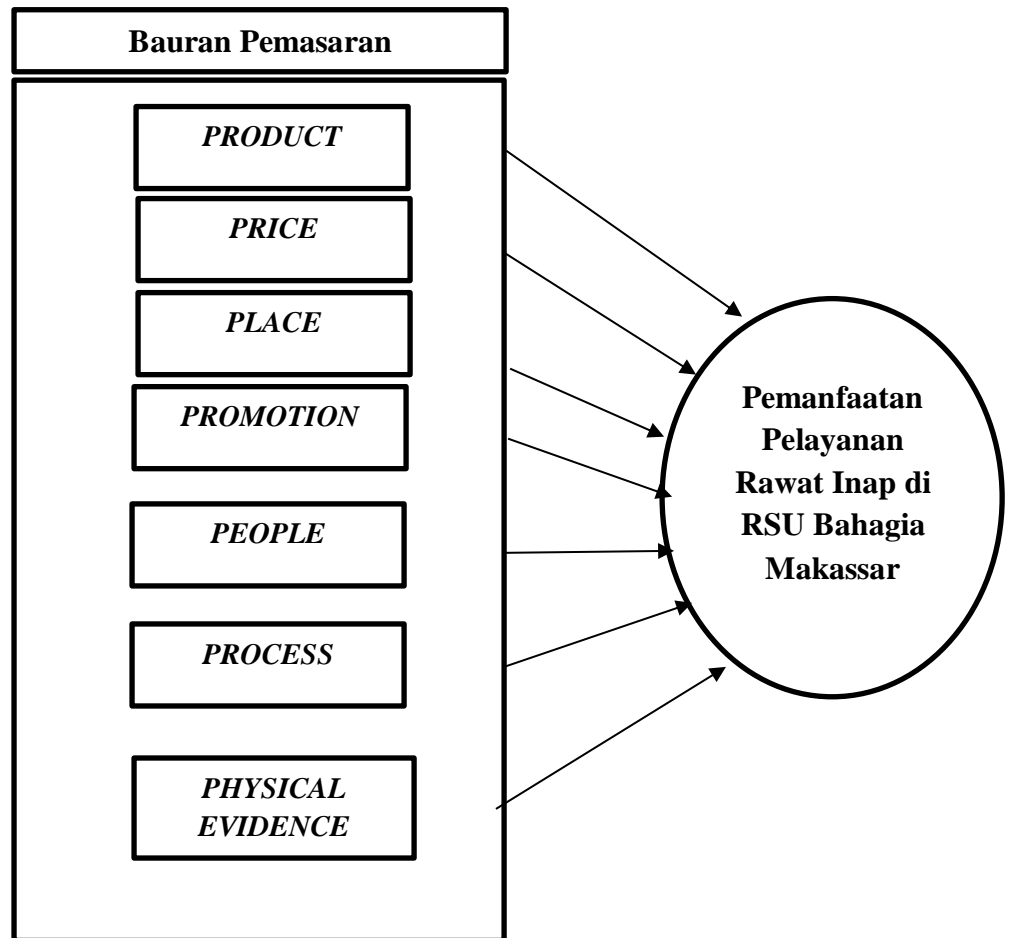 Bauran Pemasaran
PRODUCT
PRICE
PLACE
PROMOTION
PEOPLE
PROCESS
PHYSICAL
EVIDENCE
Pemanfaatan
Pelayanan
Rawat Inap di
RSU Bahagia
Makassar